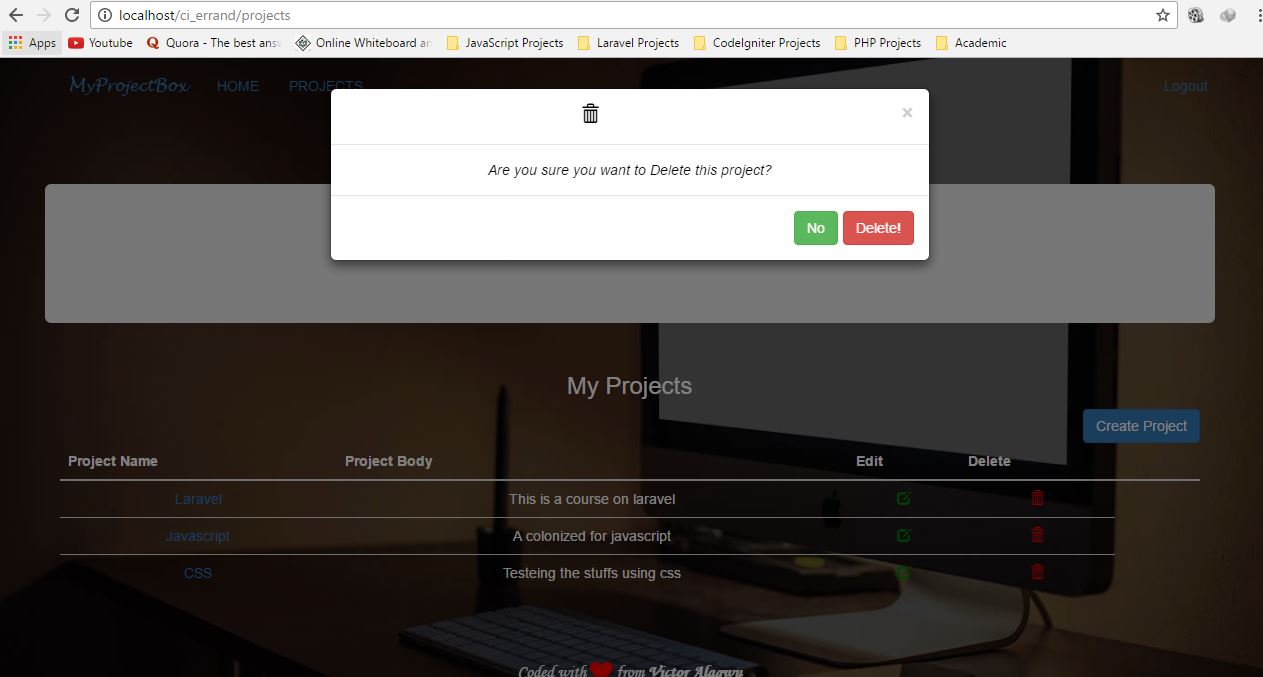 localhost/ci_errand/projects
Apps Youtube Quora - The best ans Online Whiteboard an JavaScript Projects Laravel Projects CodeIgniter Projects PHP Projects Academic
MyProjectBox HOME PROJECTS Logout
×
Are you sure you want to Delete this project?
No Delete!
My Projects
Create Project
Project Name Project Body Edit Delete
Laravel This is a course on laravel
Javascript A colonized for javascript
CSS Testeing the stuffs using css
Coded with from Victor Alagwu